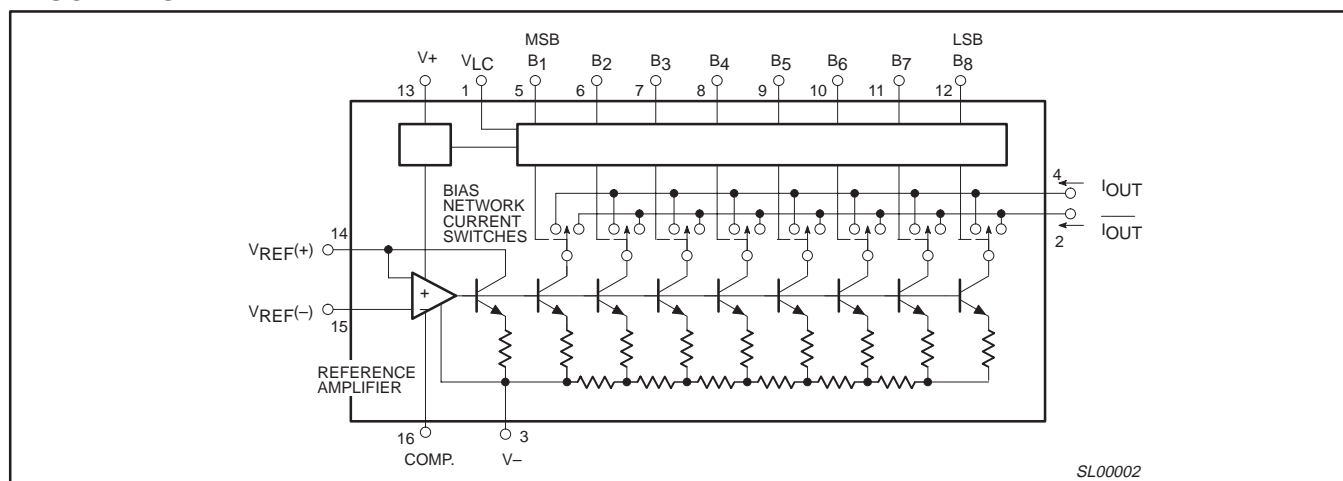 MSB LSB
V+ VLC B1 B2 B3 B4 B5 B6 B7 B8
13 1 5 6 7 8 9 10 11 12
4
IOUT
BIAS
NETWORK
CURRENT
SWITCHES
IOUT
2
14
VREF(+)
+
–
VREF(–)
15
REFERENCE
AMPLIFIER
16 3
COMP. V–
SL00002